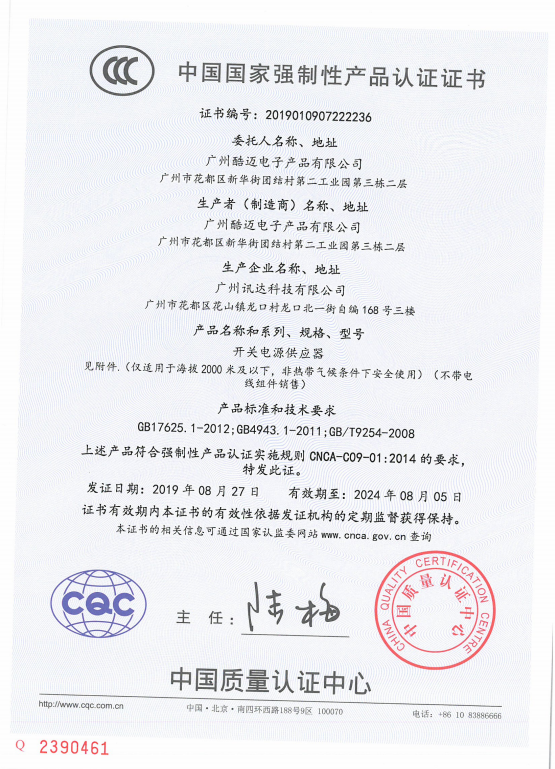 CCC
中国国家强制性产品认证证书
证书编号：2019010907222236
委托人名称、地址
广州酷迈电子产品有限公司
广州市花都区新华街团结村第二工业园第三栋二层
生产者（制造商）名称、地址
广州酷迈电子产品有限公司
广州市花都区新华街团结村第二工业园第三栋二层
生产企业名称、地址
广州讯达科技有限公司
广州市花都区花山镇龙口村龙口北一街自编168号三楼
产品名称和系列、规格、型号
开关电源供应器
见附件.（仅适用于海拔2000米及以下，非热带气候条件下安全使用）（不带电
线组件销售）
产品标准和技术要求
GB17625.1-2012;GB4943.1-2011;GB/T9254-2008
上述产品符合强制性产品认证实施规则 CNCA-C09-01:2014 的要求，
特发此证。
发证日期：2019 年 08 月 27 日 有效期至：2024 年 08 月 05 日
证书有效期内本证书的有效性依据发证机构的定期监督获得保持。
本证书的相关信息可通过国家认监委网站 www.cnca.gov.cn 查询
CQC
主 任：
陆梅
CHINA QUALITY CERTIFICATION CENTRE
中国质量认证中心
中国质量认证中心
http://www.cqc.com.cn
中国·北京·南四环西路188号9区 100070
电话：+86 10 83886666
Q 2390461